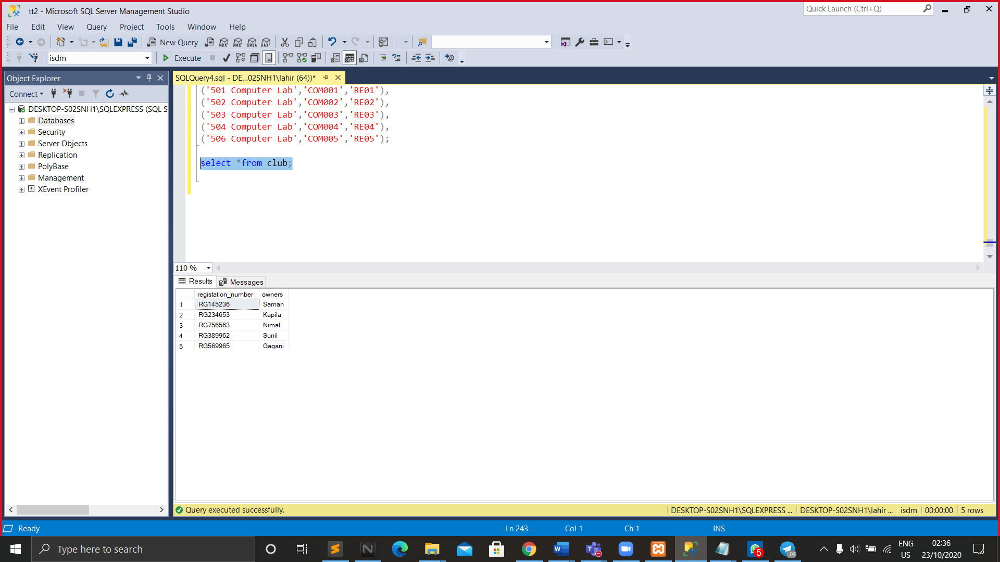 tt2 - Microsoft SQL Server Management Studio
Quick Launch (Ctrl+Q)
File Edit View Query Project Tools Window Help
New Query MDX DMX XMLA DAX
isdm Execute
Object Explorer
SQLQuery4.sql - DE...02SNH1\lahir (64))*
Connect
DESKTOP-S02SNH1\SQLEXPRESS (SQL S
Databases
Security
Server Objects
Replication
PolyBase
Management
XEvent Profiler
('501 Computer Lab','COM001','RE01'),
('502 Computer Lab','COM002','RE02'),
('503 Computer Lab','COM003','RE03'),
('504 Computer Lab','COM004','RE04'),
('506 Computer Lab','COM005','RE05');
select *from club;
110 %
Results Messages
registation_number owners
1 RG145236 Saman
2 RG234653 Kapila
3 RG756563 Nimal
4 RG389962 Sunil
5 RG569965 Gagani
Query executed successfully.
DESKTOP-S02SNH1\SQLEXPRESS ... DESKTOP-S02SNH1\lahir ... isdm 00:00:00 5 rows
Ready Ln 243 Col 1 Ch 1 INS
Type here to search
5
..09
ENG
US
02:36
23/10/2020